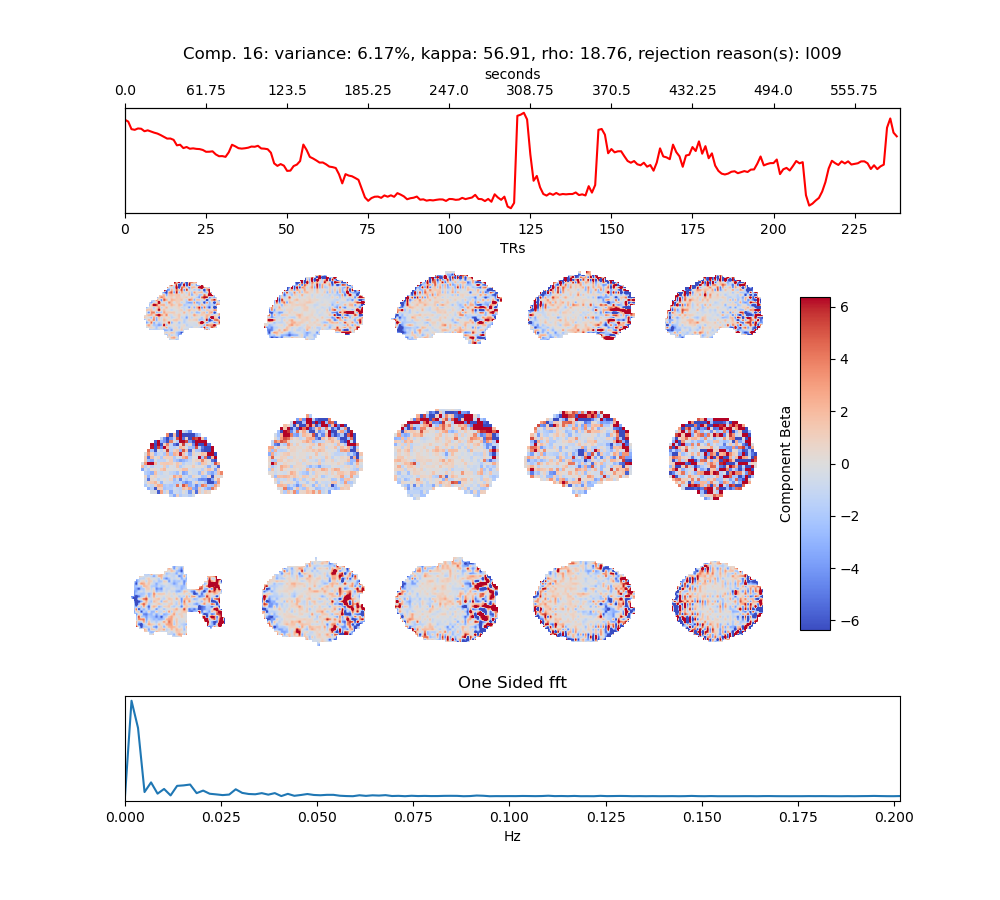 Comp. 16: variance: 6.17%, kappa: 56.91, rho: 18.76, rejection reason(s): I009
seconds
0.0 61.75 123.5 185.25 247.0 308.75 370.5 432.25 494.0 555.75
0 25 50 75 100 125 150 175 200 225
TRs
6
4
2
0
−2
−4
−6
Component Beta
One Sided fft
0.000 0.025 0.050 0.075 0.100 0.125 0.150 0.175 0.200
Hz